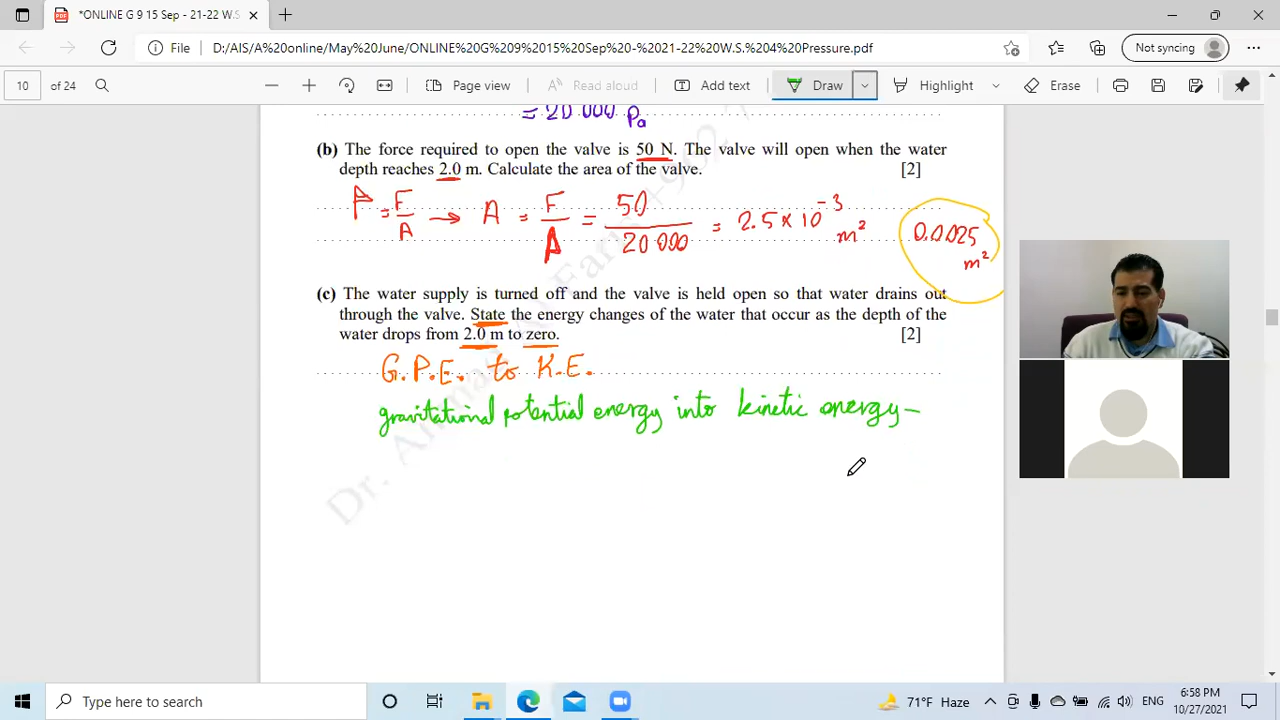 *ONLINE G 9 15 Sep - 21-22 W.S
File
D:/AIS/A%20online/May%20June/ONLINE%20G%209%2015%20Sep%20-%2021-22%20W.S.%204%20Pressure.pdf
Not syncing
10 of 24
Page view
Read aloud
Add text
Draw
Highlight
Erase
= 20 000 Pa
(b) The force required to open the valve is 50 N. The valve will open when the water
depth reaches 2.0 m. Calculate the area of the valve. [2]
P = F/A → A = F/P = 50/20 000 = 2.5 × 10⁻³ m²
0.0025 m²
(c) The water supply is turned off and the valve is held open so that water drains out
through the valve. State the energy changes of the water that occur as the depth of the
water drops from 2.0 m to zero. [2]
G.P.E. to K.E.
gravitational potential energy into kinetic energy-
Type here to search
71°F Haze
ENG
6:58 PM
10/27/2021